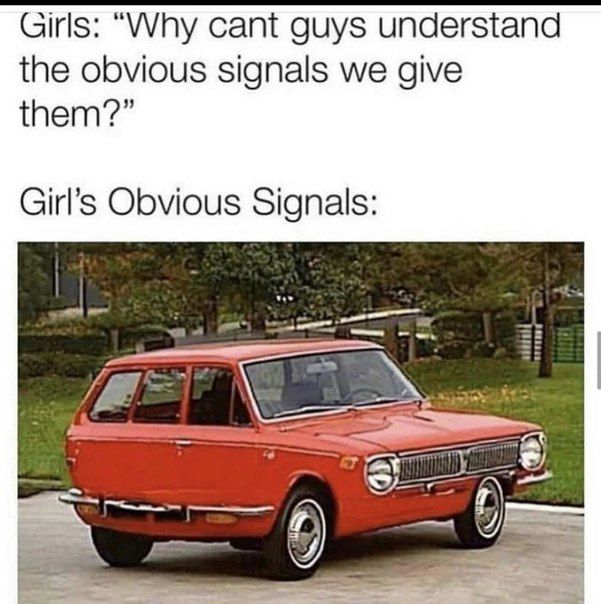 Girls: “Why cant guys understand
the obvious signals we give
them?”
Girl’s Obvious Signals: